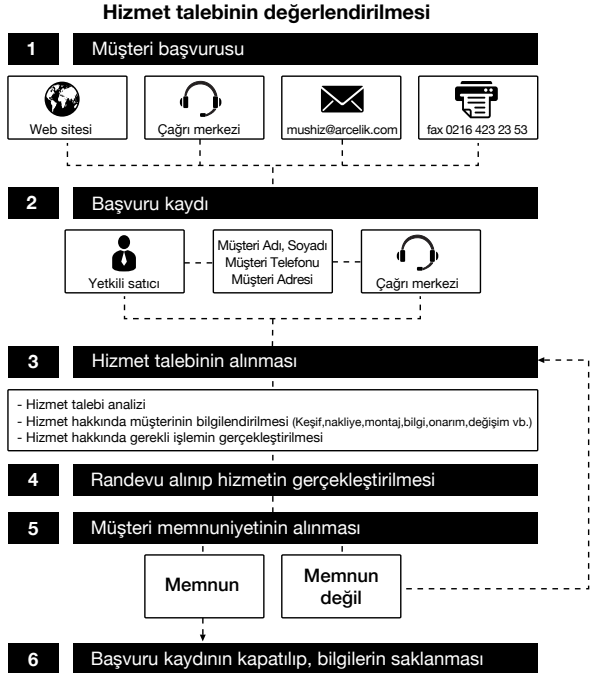 Hizmet talebinin değerlendirilmesi
1 Müşteri başvurusu
Web sitesi
Çağrı merkezi
mushiz@arcelik.com
fax 0216 423 23 53
2 Başvuru kaydı
Yetkili satıcı
Müşteri Adı, Soyadı
Müşteri Telefonu
Müşteri Adresi
Çağrı merkezi
3 Hizmet talebinin alınması
- Hizmet talebi analizi
- Hizmet hakkında müşterinin bilgilendirilmesi (Keşif,nakliye,montaj,bilgi,onarım,değişim vb.)
- Hizmet hakkında gerekli işlemin gerçekleştirilmesi
4 Randevu alınıp hizmetin gerçekleştirilmesi
5 Müşteri memnuniyetinin alınması
Memnun
Memnun
değil
6 Başvuru kaydının kapatılıp, bilgilerin saklanması